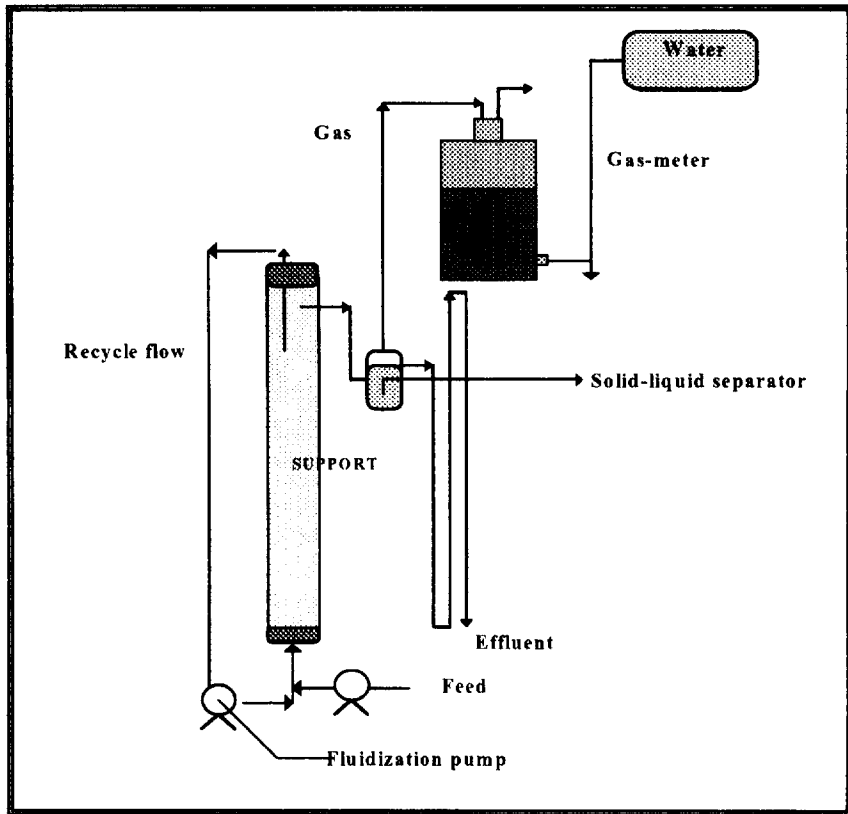 Water
Gas
Gas-meter
Recycle flow
Solid-liquid separator
SUPPORT
Effluent
Feed
Fluidization pump